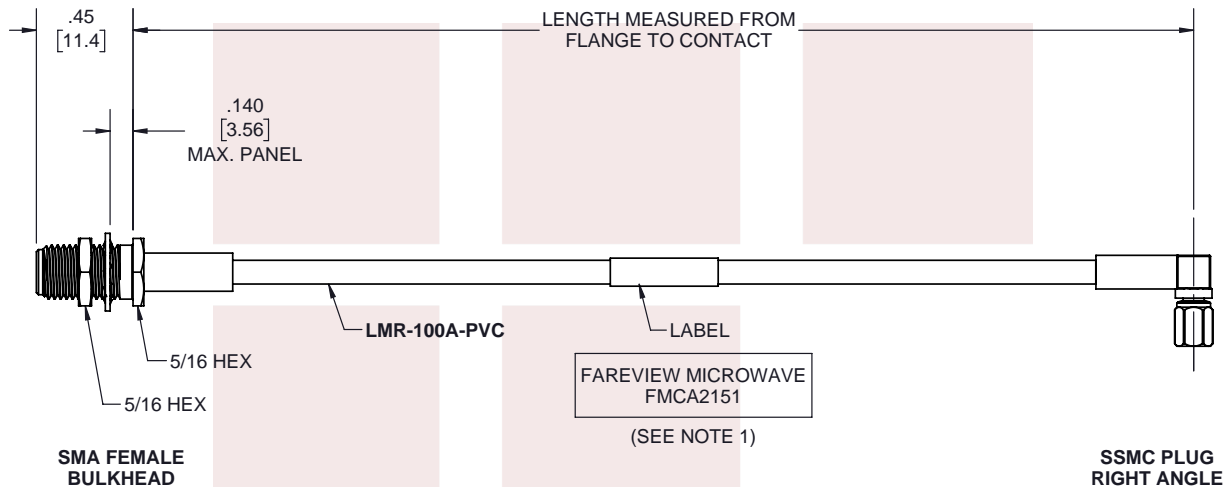 .45
[11.4]
LENGTH MEASURED FROM
FLANGE TO CONTACT
.140
[3.56]
MAX. PANEL
LMR-100A-PVC
LABEL
5/16 HEX
5/16 HEX
FAREVIEW MICROWAVE
FMCA2151
(SEE NOTE 1)
SMA FEMALE
BULKHEAD
SSMC PLUG
RIGHT ANGLE